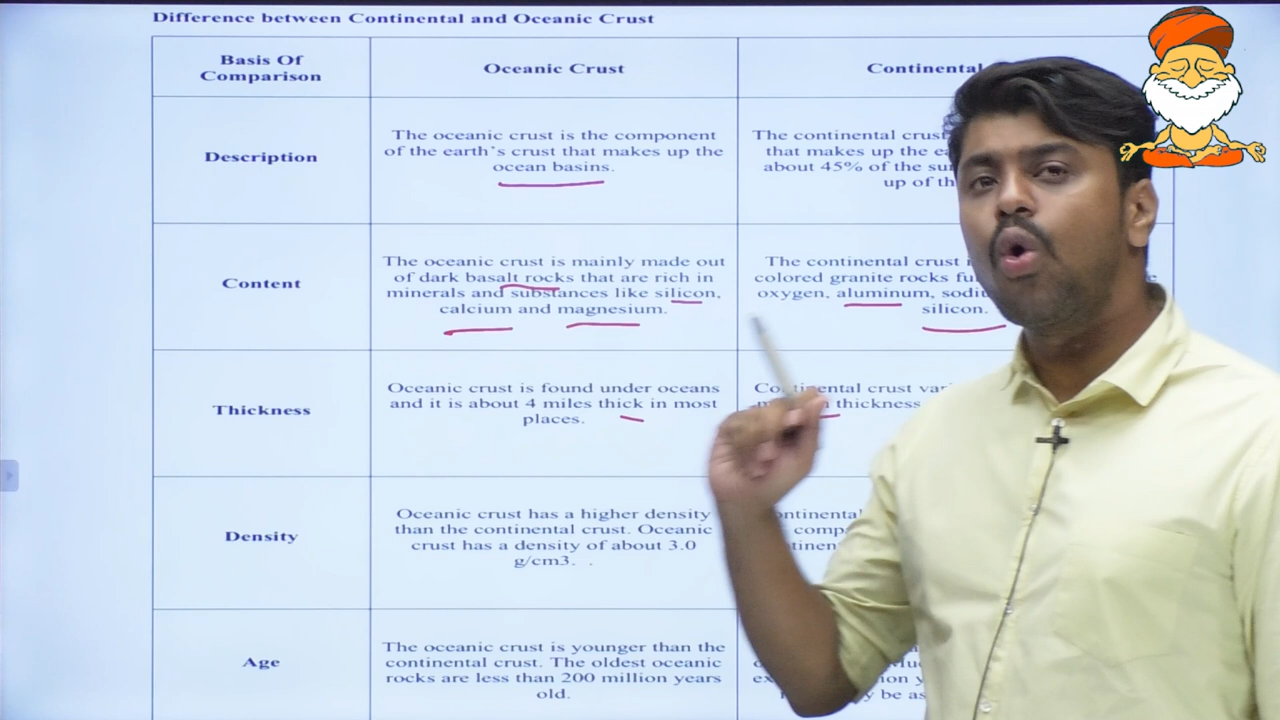 Difference between Continental and Oceanic Crust
Basis Of
Comparison
Oceanic Crust
Continental
Description
The oceanic crust is the component
of the earth's crust that makes up the
ocean basins.
The continental crust
that makes up the
about 45% of the
up of
Content
The oceanic crust is mainly made out
of dark basalt rocks that are rich in
minerals and substances like silicon,
calcium and magnesium.
The continental crust
colored granite rocks
oxygen, aluminum,
silicon.
Thickness
Oceanic crust is found under oceans
and it is about 4 miles thick in most
places.
Continental crust
thickness
Density
Oceanic crust has a higher density
than the continental crust. Oceanic
crust has a density of about 3.0
g/cm3. .
Age
The oceanic crust is younger than the
continental crust. The oldest oceanic
rocks are less than 200 million years
old.
be as